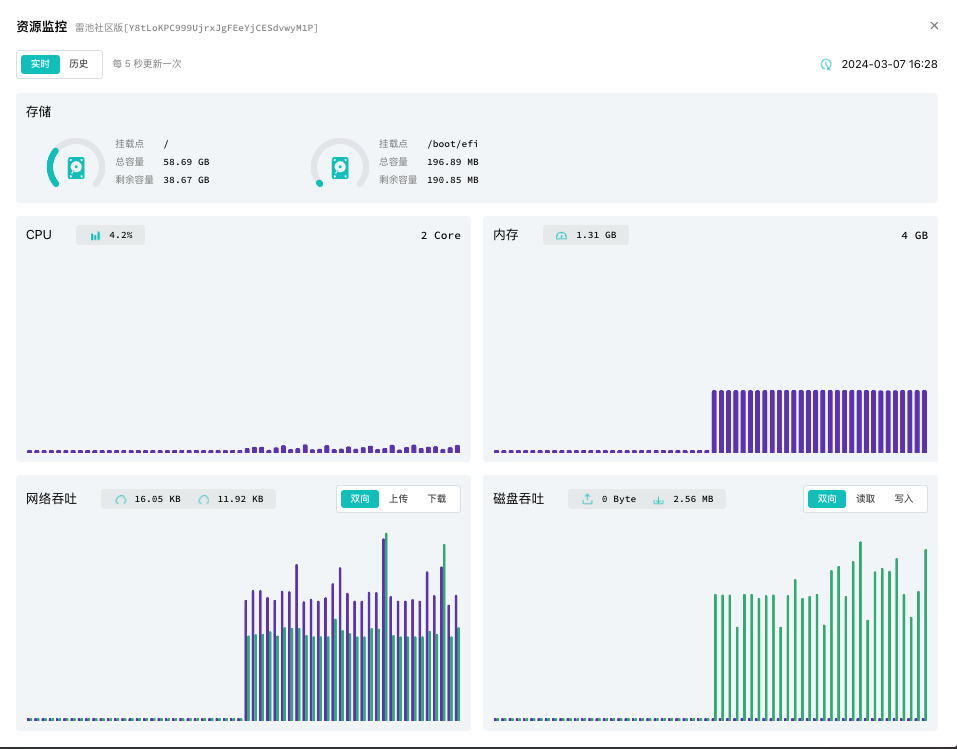 资源监控 雷池社区版[Y8tLoKPC999UjrxJgFEeYjCESdvwyM1P]
实时 历史 每 5 秒更新一次 2024-03-07 16:28
存储
挂载点 / 挂载点 /boot/efi
总容量 58.69 GB 总容量 196.89 MB
剩余容量 38.67 GB 剩余容量 190.85 MB
CPU 4.2% 2 Core
内存 1.31 GB 4 GB
网络吞吐 16.05 KB 11.92 KB 双向 上传 下载
磁盘吞吐 0 Byte 2.56 MB 双向 读取 写入